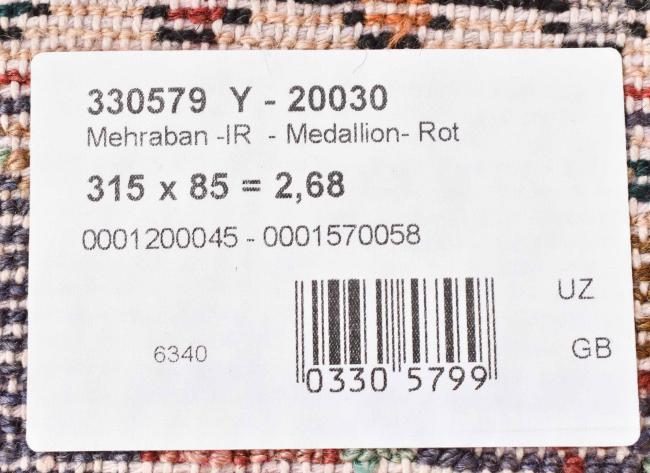 330579 Y - 20030
Mehraban -IR - Medallion- Rot
315 x 85 = 2,68
0001200045 - 0001570058
UZ
6340
GB
0330 5799